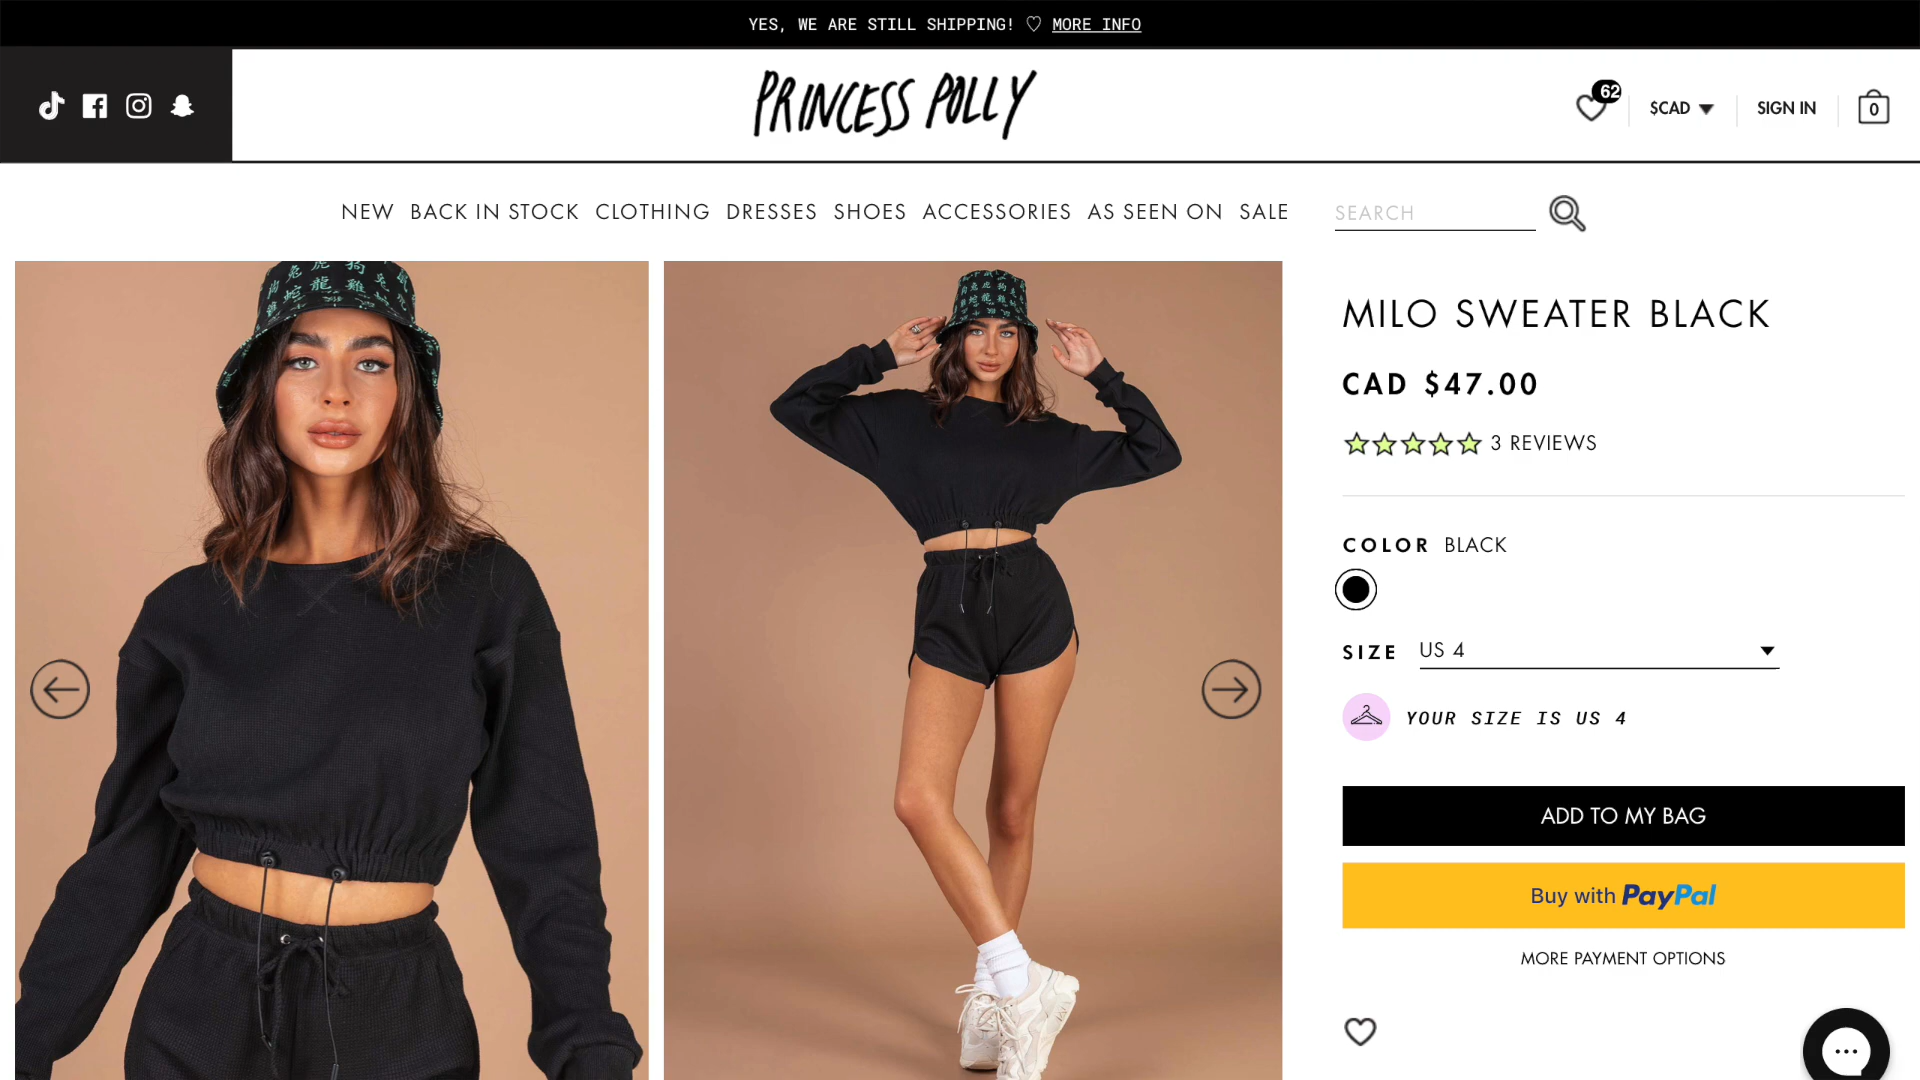 YES, WE ARE STILL SHIPPING! ♡ MORE INFO
PRINCESS POLLY
62
$CAD
SIGN IN
0
NEW BACK IN STOCK CLOTHING DRESSES SHOES ACCESSORIES AS SEEN ON SALE
SEARCH
MILO SWEATER BLACK
CAD $47.00
3 REVIEWS
COLOR BLACK
SIZE US 4
YOUR SIZE IS US 4
ADD TO MY BAG
Buy with PayPal
MORE PAYMENT OPTIONS